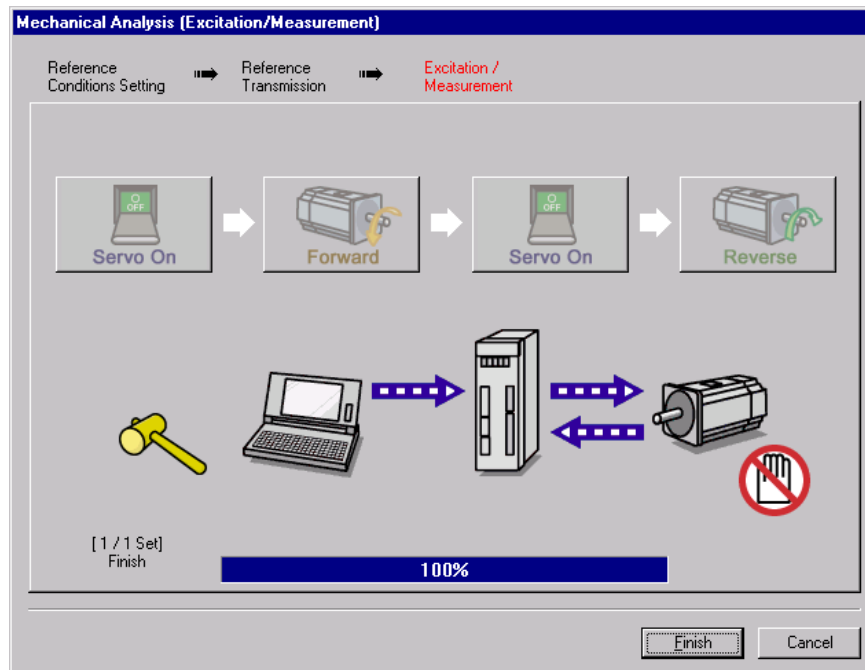 Mechanical Analysis (Excitation/Measurement)
Reference
Conditions Setting
Reference
Transmission
Excitation /
Measurement
OFF
Servo On
Forward
OFF
Servo On
Reverse
[ 1 / 1 Set]
Finish
100%
Finish
Cancel